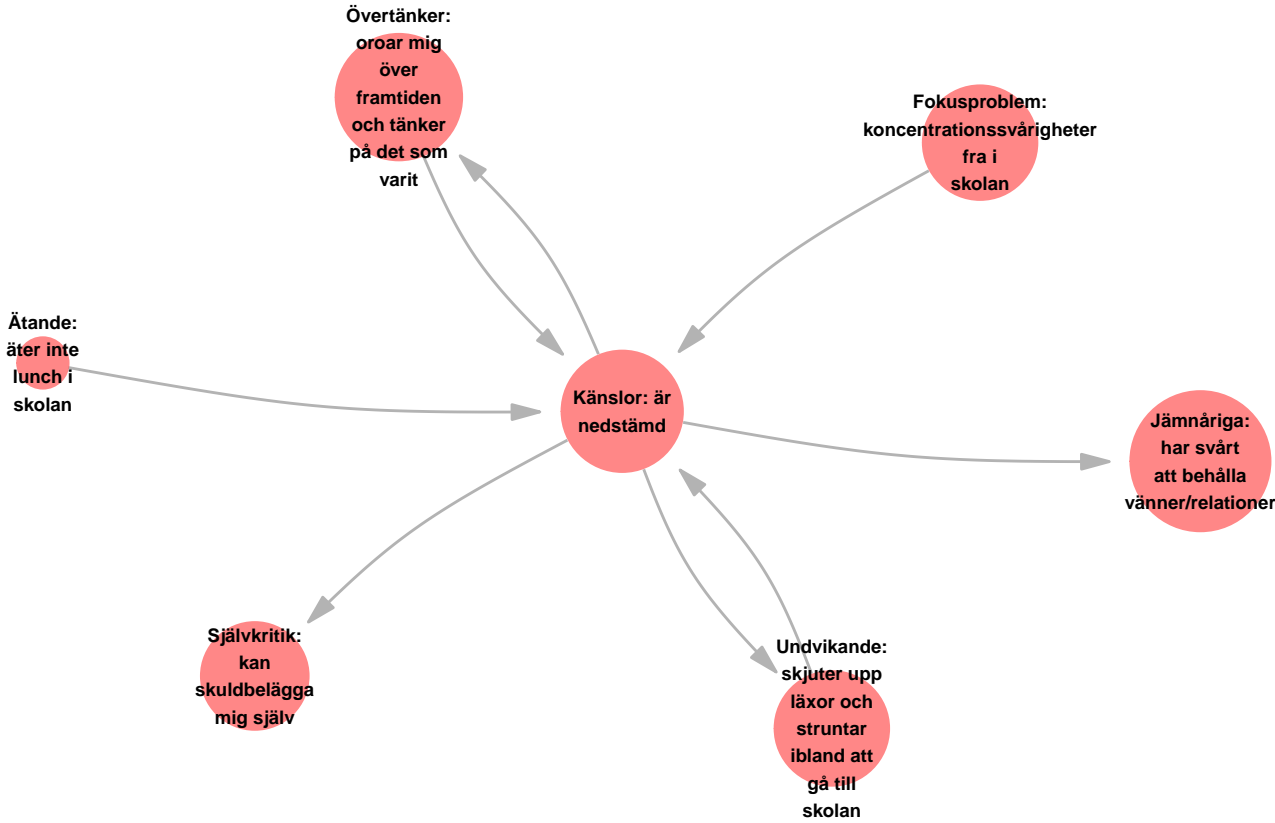 Övertänker:
oroar mig
över
framtiden
och tänker
på det som
varit
Fokusproblem:
koncentrationssvårigheter
fra i
skolan
Ätande:
äter inte
lunch i
skolan
Känslor: är
nedstämd
Jämnåriga:
har svårt
att behålla
vänner/relationer
Självkritik:
kan
skuldbelägga
mig själv
Undvikande:
skjuter upp
läxor och
struntar
ibland att
gå till
skolan